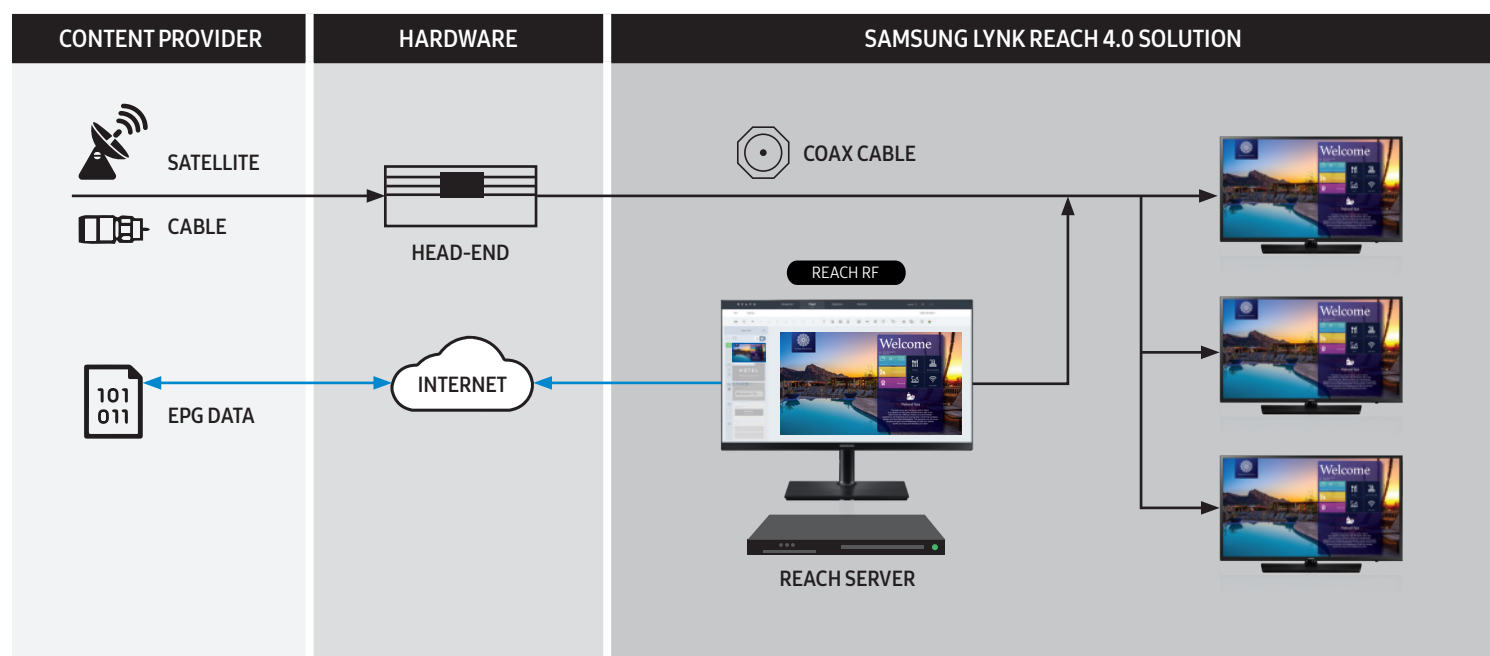 CONTENT PROVIDER
HARDWARE
SAMSUNG LYNK REACH 4.0 SOLUTION
SATELLITE
CABLE
HEAD-END
COAX CABLE
Welcome
REACH RF
Welcome
HOTEL
EPG DATA
101
011
INTERNET
Welcome
REACH SERVER
Welcome